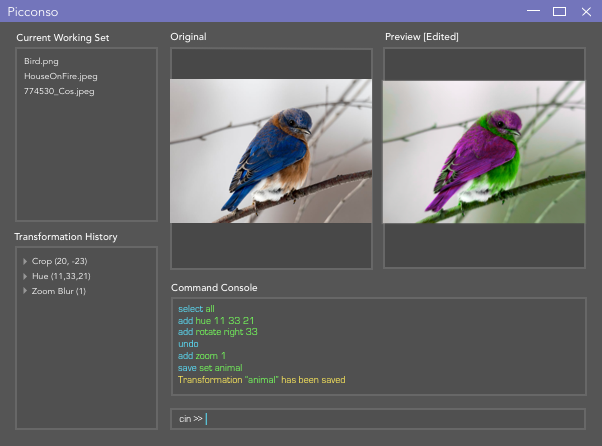 Picconso
Current Working Set
Bird.png
HouseOnFire.jpeg
774530_Cos.jpeg
Original
Preview [Edited]
Transformation History
Crop (20, -23)
Hue (11,33,21)
Zoom Blur (1)
Command Console
select all
add hue 11 33 21
add rotate right 33
undo
add zoom 1
save set animal
Transformation "animal" has been saved
cin >>